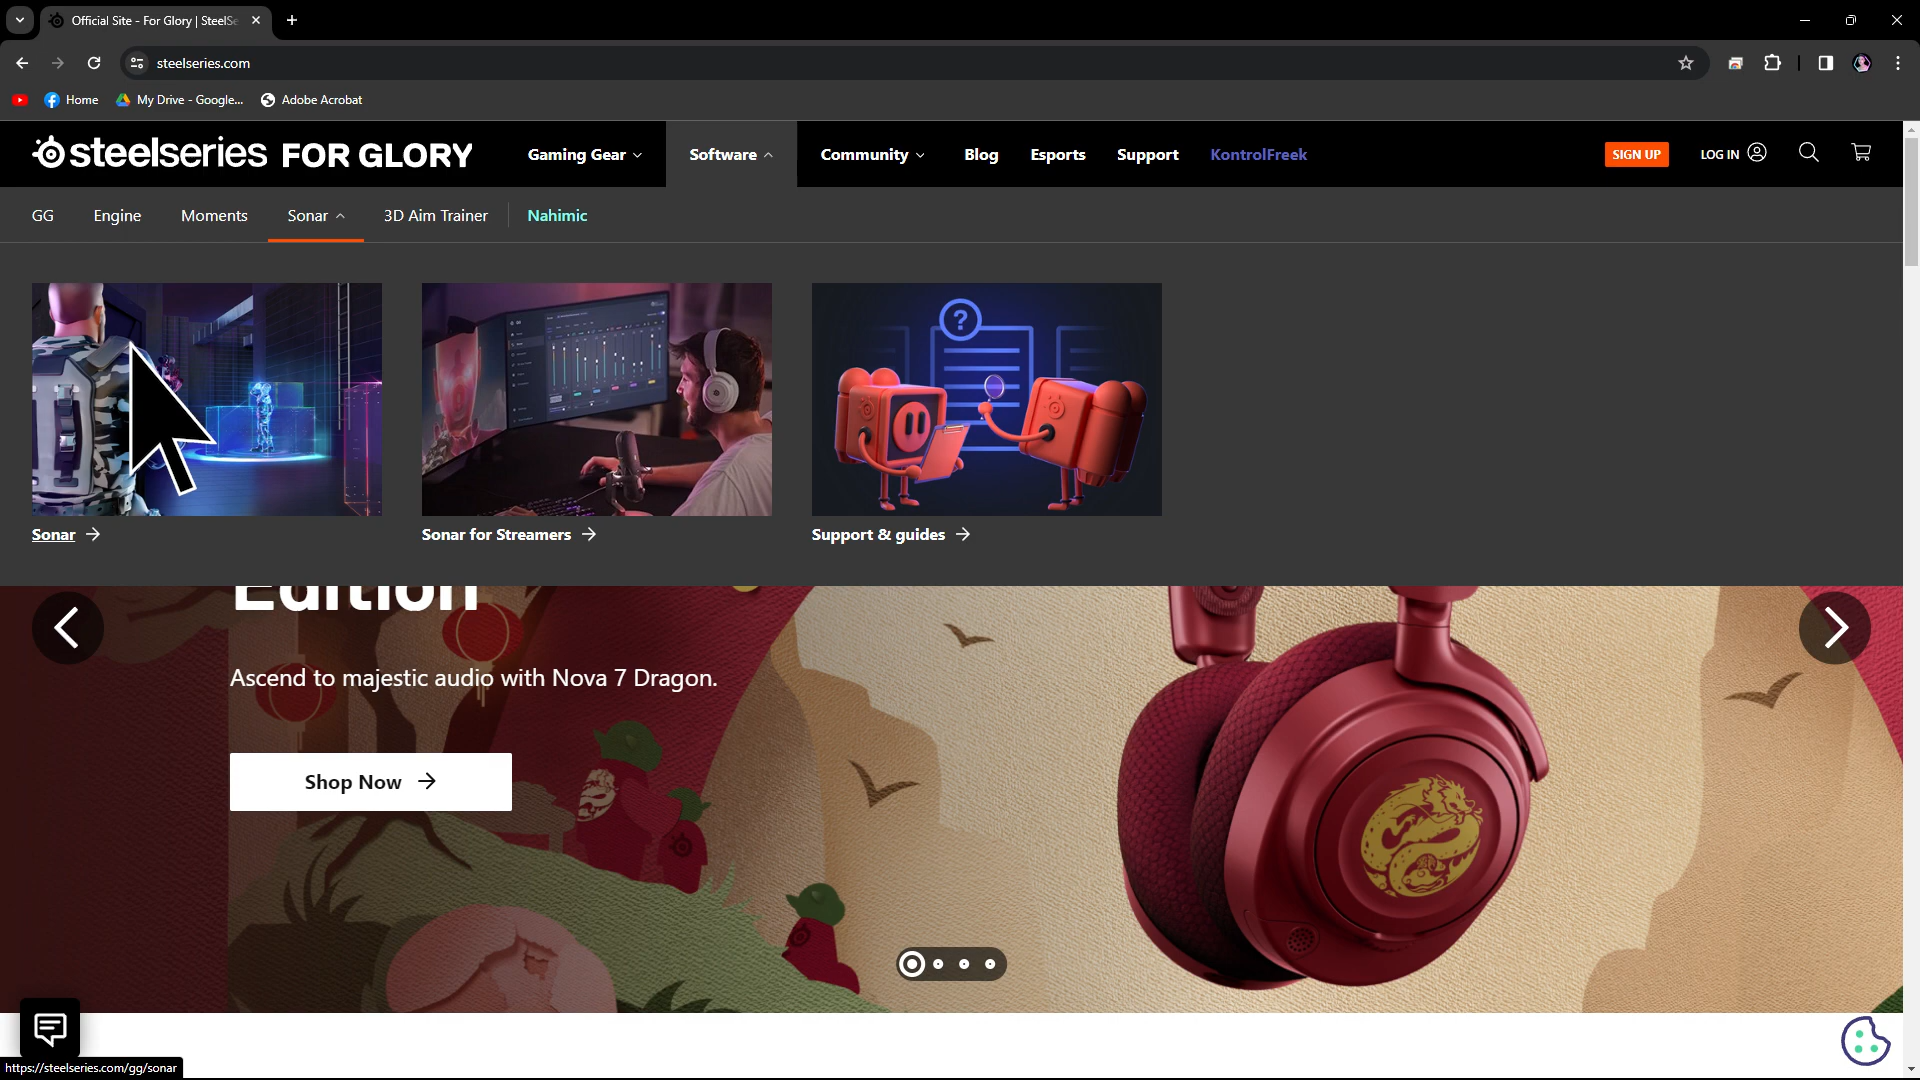 Official Site - For Glory | SteelSe
steelseries.com
Home
My Drive - Google...
Adobe Acrobat
steelseries FOR GLORY
Gaming Gear
Software
Community
Blog
Esports
Support
KontrolFreek
SIGN UP
LOG IN
GG
Engine
Moments
Sonar
3D Aim Trainer
Nahimic
?
Sonar
Sonar for Streamers
Support & guides
Edition
Ascend to majestic audio with Nova 7 Dragon.
Shop Now
https://steelseries.com/gg/sonar